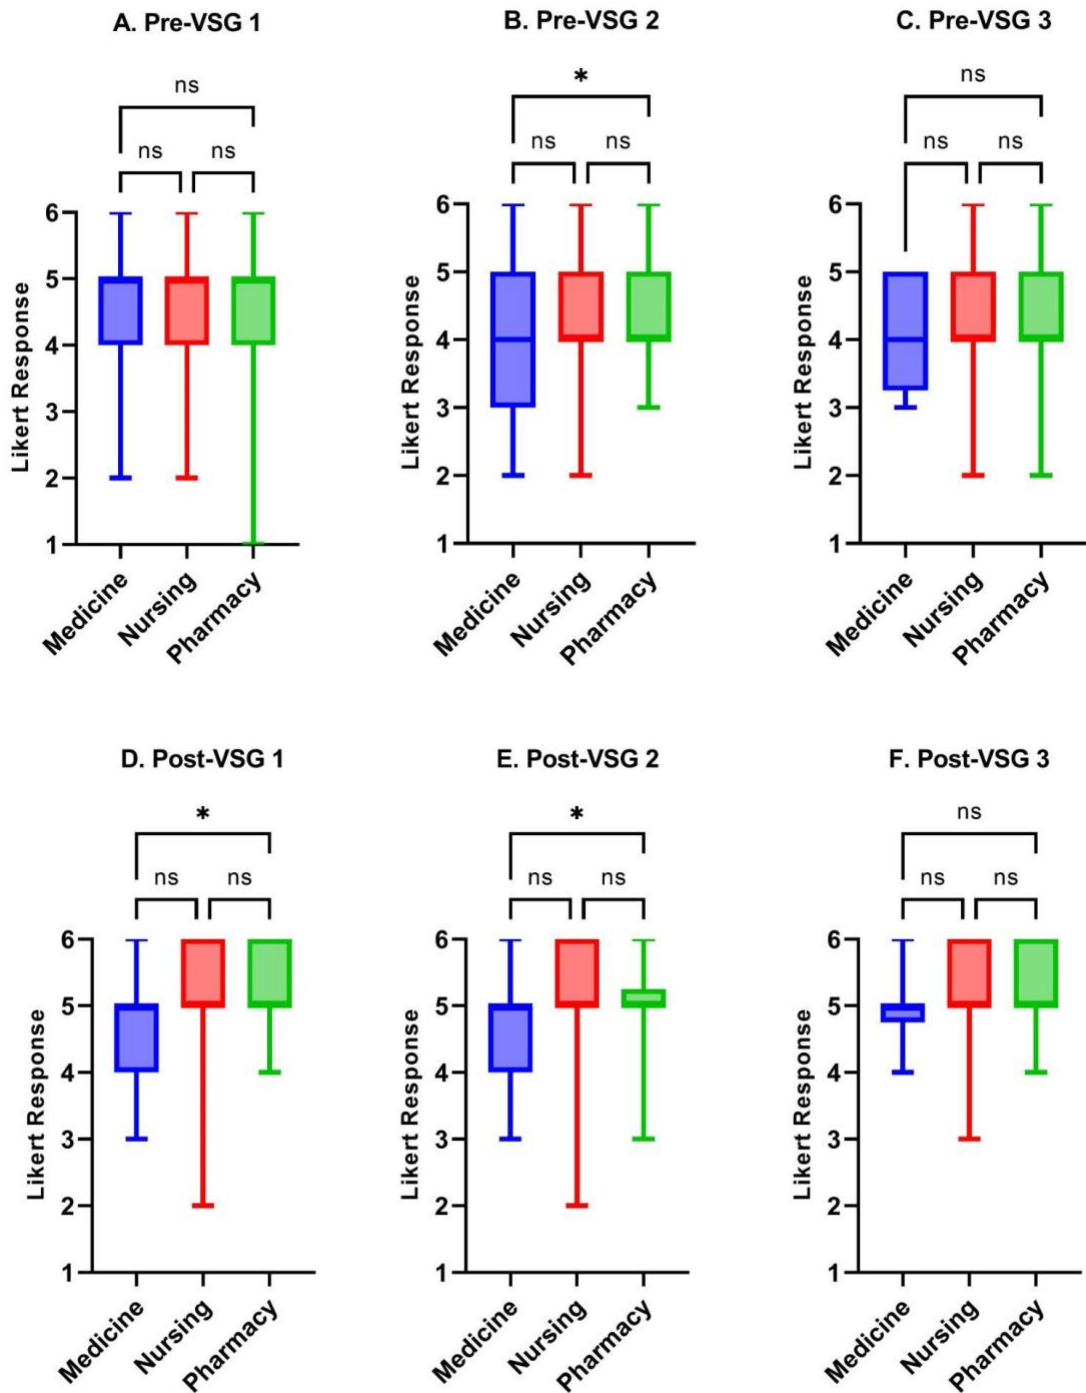 A. Pre-VSG 1
ns
ns
ns
Likert Response
6
5
4
3
2
1
Medicine
Nursing
Pharmacy
B. Pre-VSG 2
*
ns
ns
Likert Response
6
5
4
3
2
1
Medicine
Nursing
Pharmacy
C. Pre-VSG 3
ns
ns
ns
Likert Response
6
5
4
3
2
1
Medicine
Nursing
Pharmacy
D. Post-VSG 1
*
ns
ns
Likert Response
6
5
4
3
2
1
Medicine
Nursing
Pharmacy
E. Post-VSG 2
*
ns
ns
Likert Response
6
5
4
3
2
1
Medicine
Nursing
Pharmacy
F. Post-VSG 3
ns
ns
ns
Likert Response
6
5
4
3
2
1
Medicine
Nursing
Pharmacy